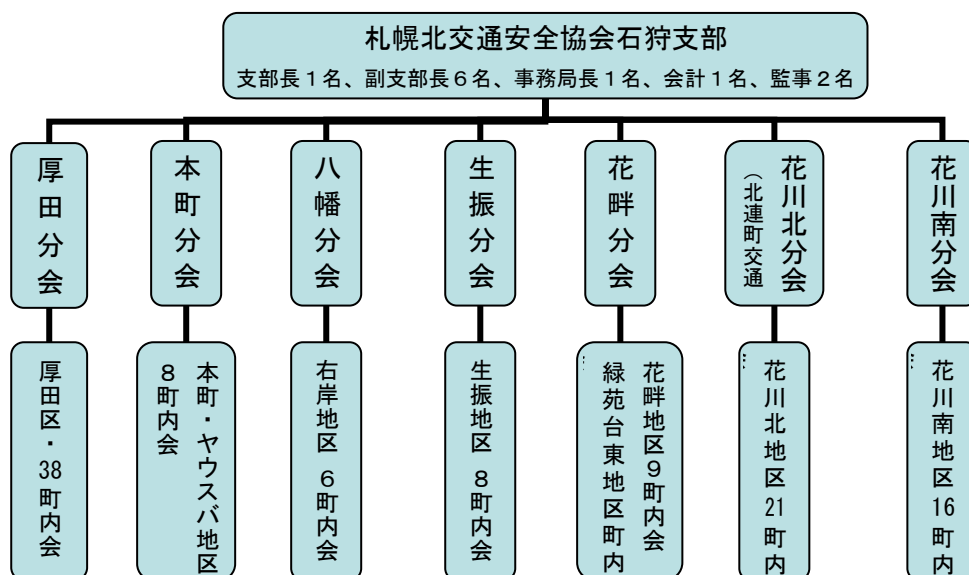 札幌北交通安全協会石狩支部
支部長１名、副支部長６名、事務局長１名、会計１名、監事２名
厚田分会
本町分会
八幡分会
生振分会
花畔分会
花川北分会
（北連町交通
花川南分会
厚田区・38町内会
本町・ヤウスバ地区
８町内会
右岸地区 ６町内会
生振地区 ８町内会
花畔地区９町内会
緑苑台東地区町内
花川北地区 21町内
花川南地区 16町内